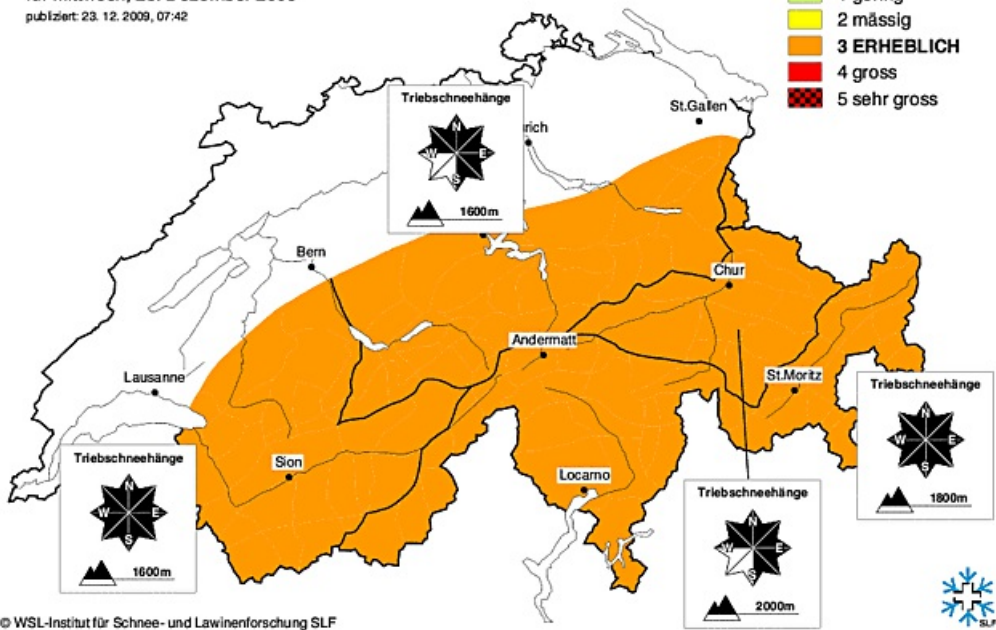 publiziert: 23. 12. 2009, 07:42
2 mässig
3 ERHEBLICH
4 gross
5 sehr gross
St.Gallen
Triebschneehänge
N
W E
S
1600m
Bern
Chur
Andermatt
St.Moritz
Lausanne
Triebschneehänge
N
W E
S
1800m
Triebschneehänge
N
W E
S
1600m
Sion
Locarno
Triebschneehänge
N
W E
S
2000m
© WSL-Institut für Schnee- und Lawinenforschung SLF
SLF